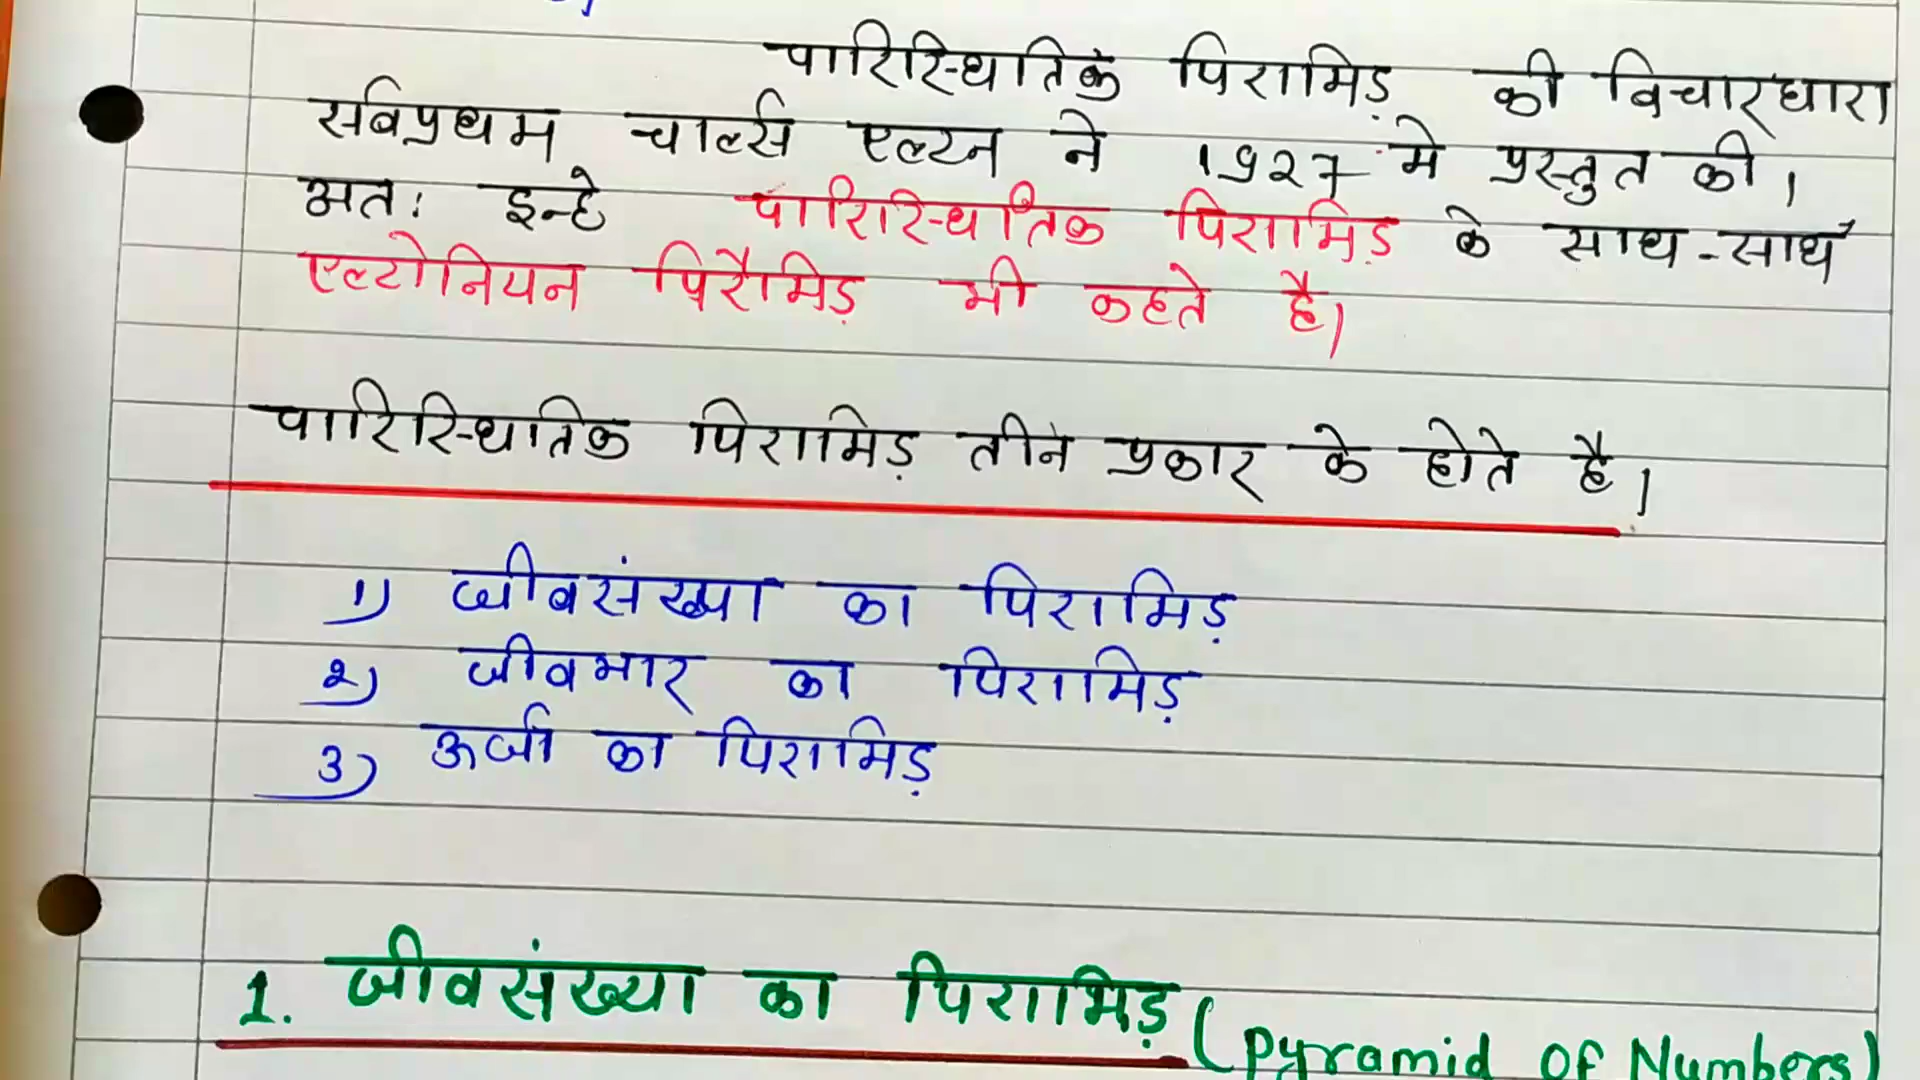 पारिस्थितिक पिरामिड़ की विचारधारा
सर्वप्रथम चार्ल्स एल्टन ने 1927 मे प्रस्तुत की।
अतः इन्हे पारिस्थितिक पिरामिड़ के साथ-साथ
एल्टोनियन पिरैमिड़ भी कहते है।
पारिस्थितिक पिरामिड़ तीन प्रकार के होते है।
1) जीवसंख्या का पिरामिड़
2) जीवभार का पिरामिड़
3) ऊर्जा का पिरामिड़
1. जीवसंख्या का पिरामिड़ (Pyramid Of Numbers)